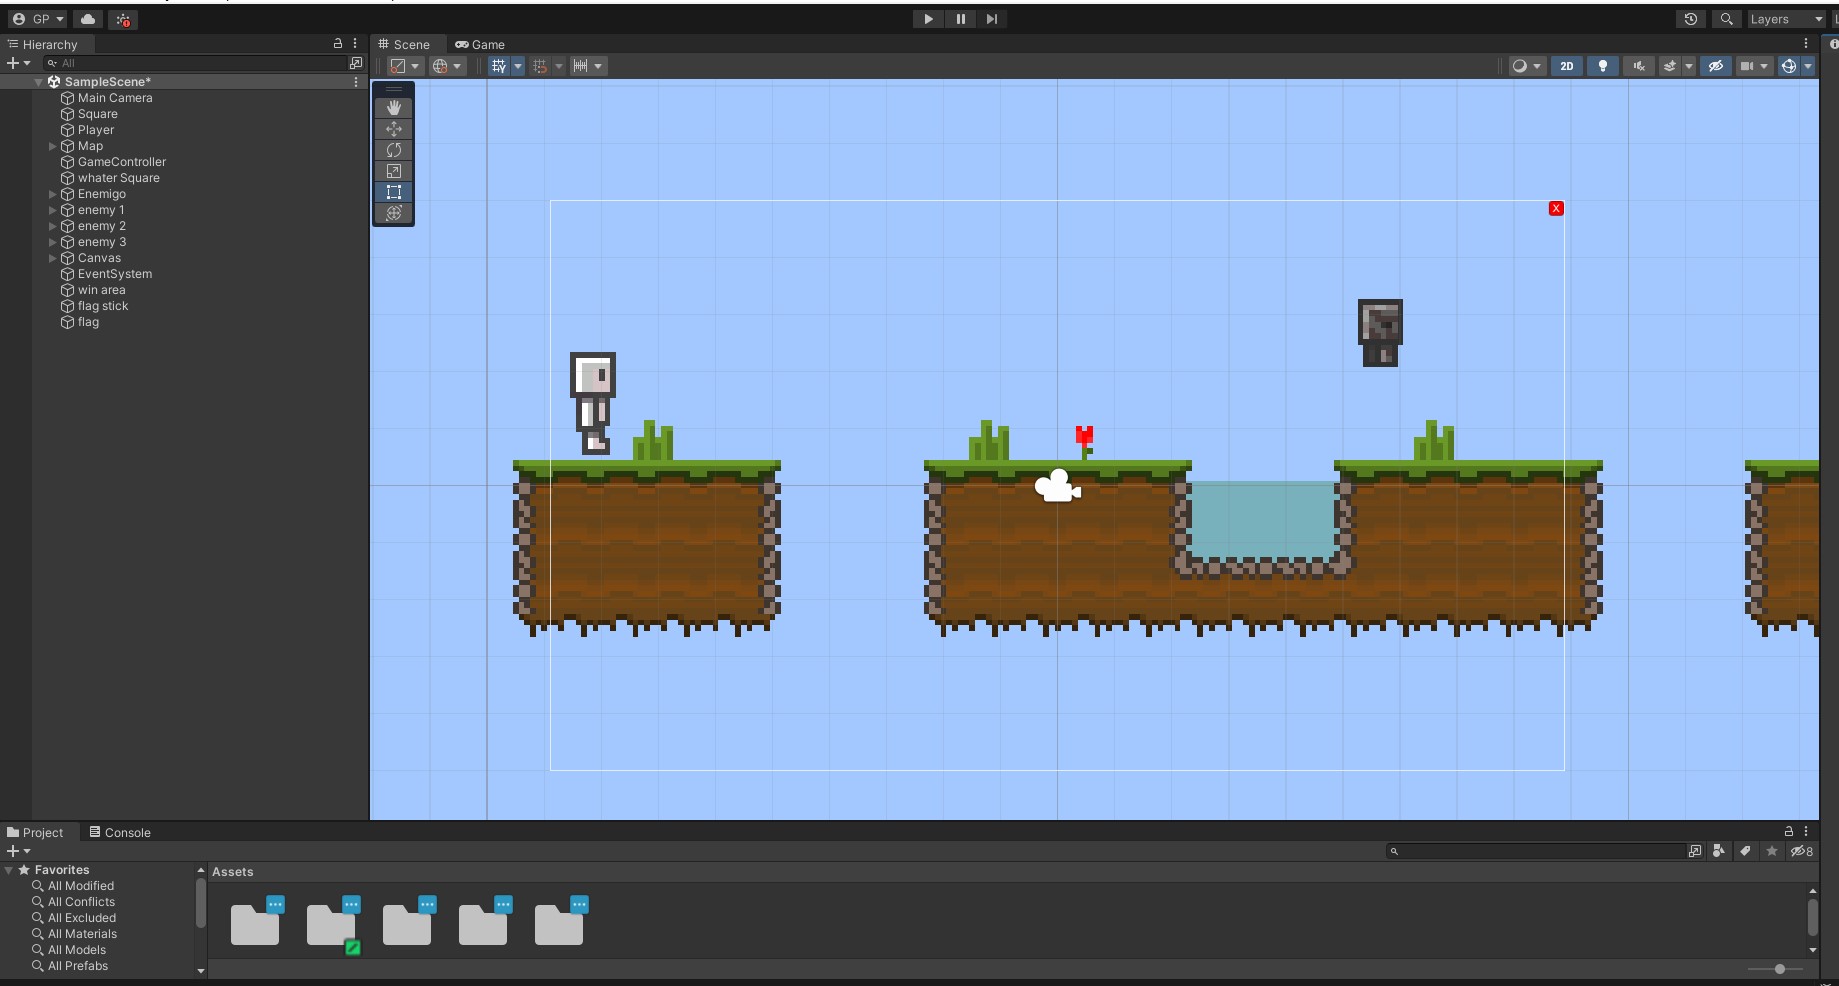 GP
Layers
Hierarchy
Scene
Game
All
2D
SampleScene*
Main Camera
Square
Player
Map
GameController
whater Square
Enemigo
enemy 1
enemy 2
enemy 3
Canvas
EventSystem
win area
flag stick
flag
X
Project
Console
8
Favorites
Assets
All Modified
All Conflicts
All Excluded
All Materials
All Models
All Prefabs